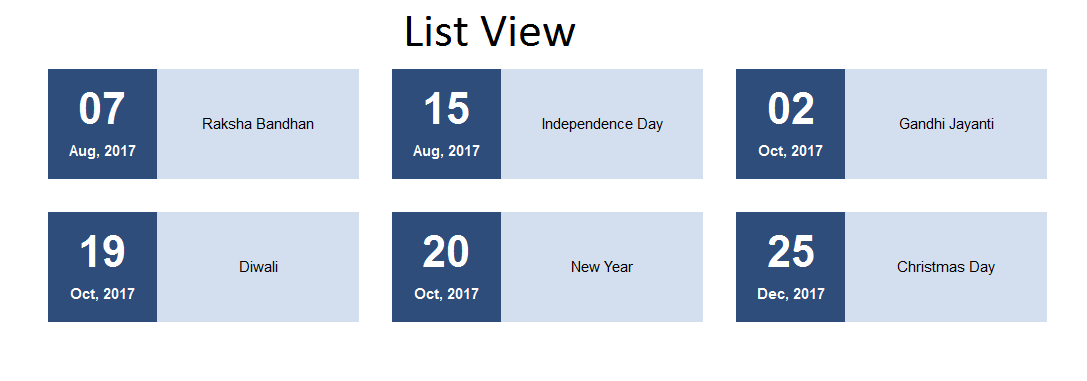 List View
07
Aug, 2017
Raksha Bandhan
15
Aug, 2017
Independence Day
02
Oct, 2017
Gandhi Jayanti
19
Oct, 2017
Diwali
20
Oct, 2017
New Year
25
Dec, 2017
Christmas Day